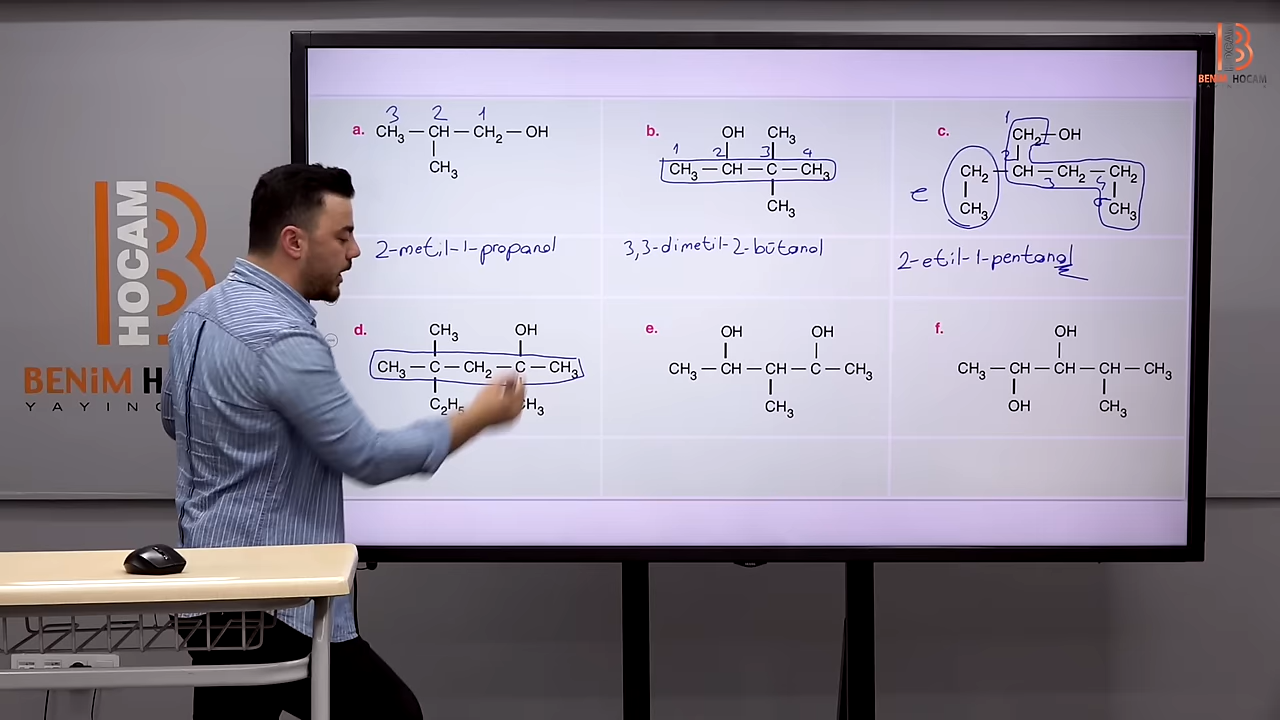 BENİM HOCAM
YAYINCILIK
a. CH3 — CH — CH2 — OH
3 2 1
CH3
2-metil-1-propanol
b. OH CH3
1 2 3 4
CH3 — CH — C — CH3
CH3
3,3-dimetil-2-bütanol
c. CH2 — OH
1 2 3 4
CH2 — CH — CH2 — CH2
e
CH3 CH3
2-etil-1-pentanol
d. CH3 OH
CH3 — C — CH2 — C — CH3
C2H5
e. OH OH
CH3 — CH — CH — C — CH3
CH3
f. OH
CH3 — CH — CH — CH — CH3
OH CH3
HOCAM
B
BENİM